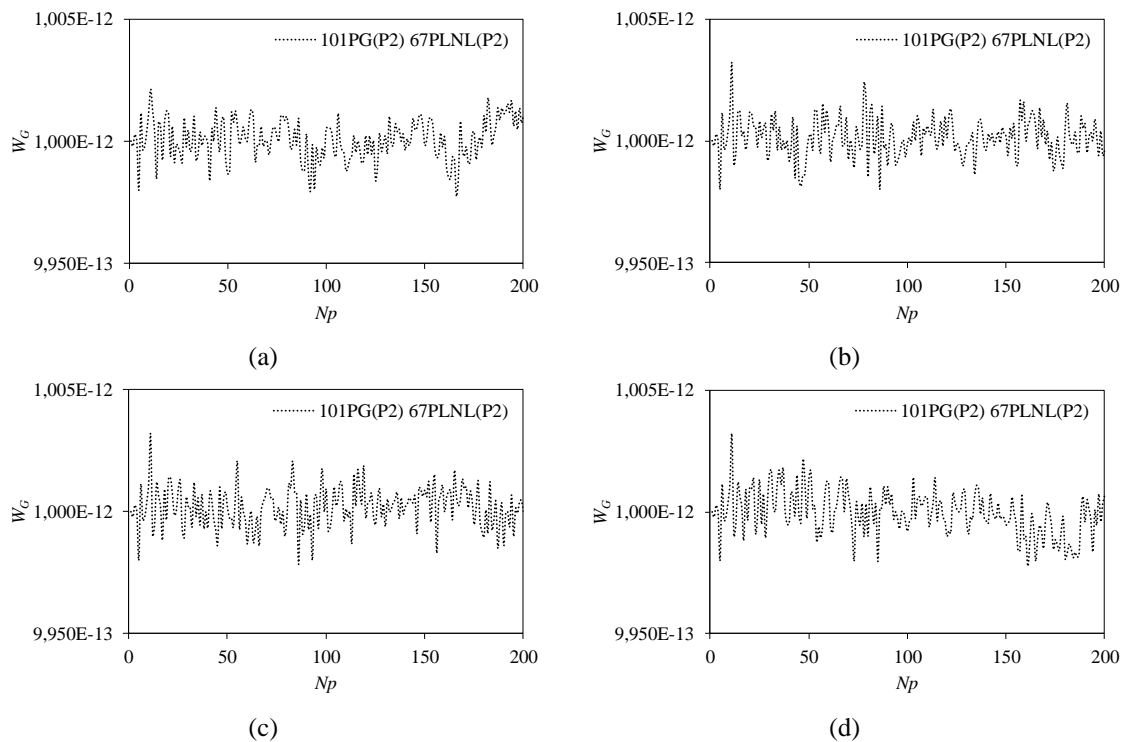 1,005E-12
101PG(P2) 67PLNL(P2)
W_G
1,000E-12
9,950E-13
0 50 100 150 200
Np
(a)
1,005E-12
101PG(P2) 67PLNL(P2)
W_G
1,000E-12
9,950E-13
0 50 100 150 200
Np
(b)
1,005E-12
101PG(P2) 67PLNL(P2)
W_G
1,000E-12
9,950E-13
0 50 100 150 200
Np
(c)
1,005E-12
101PG(P2) 67PLNL(P2)
W_G
1,000E-12
9,950E-13
0 50 100 150 200
Np
(d)